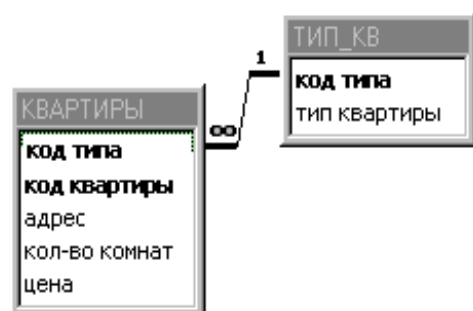 ТИП_КВ
код типа
тип квартиры
1
∞
КВАРТИРЫ
код типа
код квартиры
адрес
кол-во комнат
цена